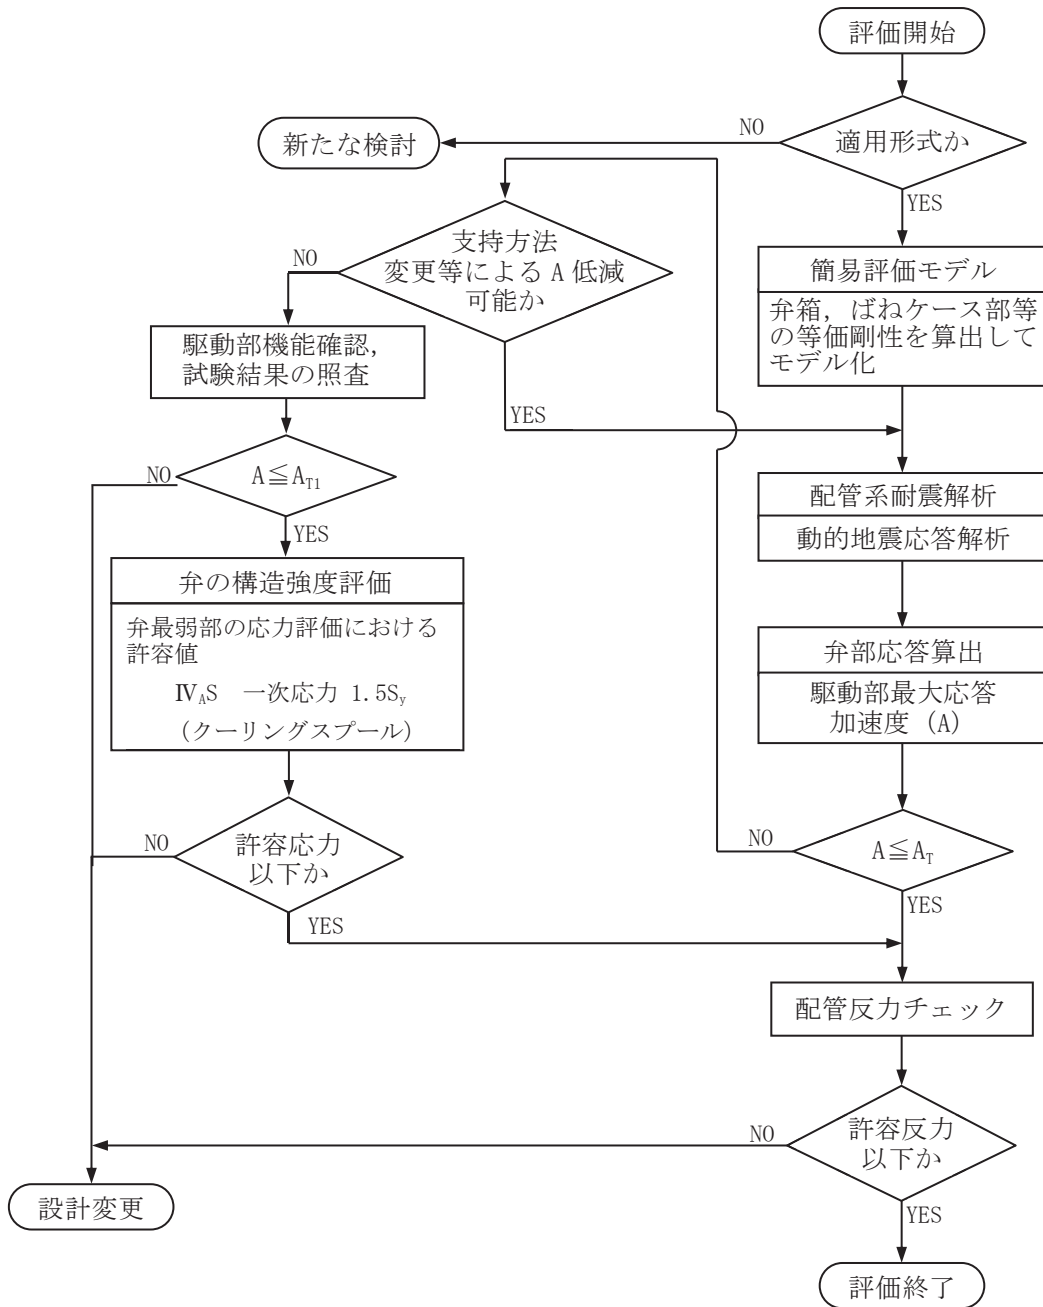 評価開始
適用形式か
NO
新たな検討
YES
簡易評価モデル
弁箱，ばねケース部等
の等価剛性を算出して
モデル化
支持方法
変更等による A 低減
可能か
NO
YES
駆動部機能確認，
試験結果の照査
A≦A_T1
NO
YES
配管系耐震解析
動的地震応答解析
弁の構造強度評価
弁最弱部の応力評価における
許容値
Ⅳ_AS　一次応力 1.5S_y
（クーリングスプール）
弁部応答算出
駆動部最大応答
加速度（A）
許容応力
以下か
NO
YES
A≦A_T
NO
YES
配管反力チェック
許容反力
以下か
NO
YES
設計変更
評価終了